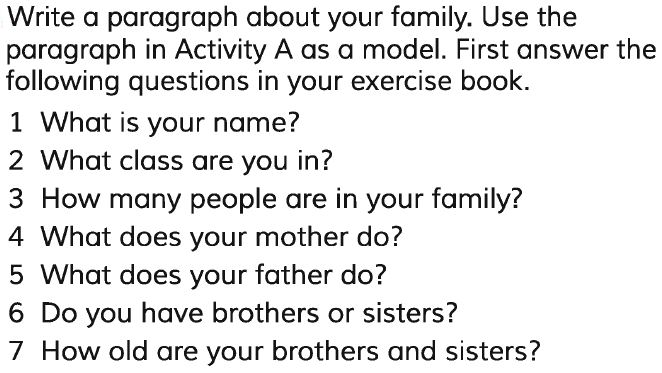 Write a paragraph about your family. Use the
paragraph in Activity A as a model. First answer the
following questions in your exercise book.
1 What is your name?
2 What class are you in?
3 How many people are in your family?
4 What does your mother do?
5 What does your father do?
6 Do you have brothers or sisters?
7 How old are your brothers and sisters?